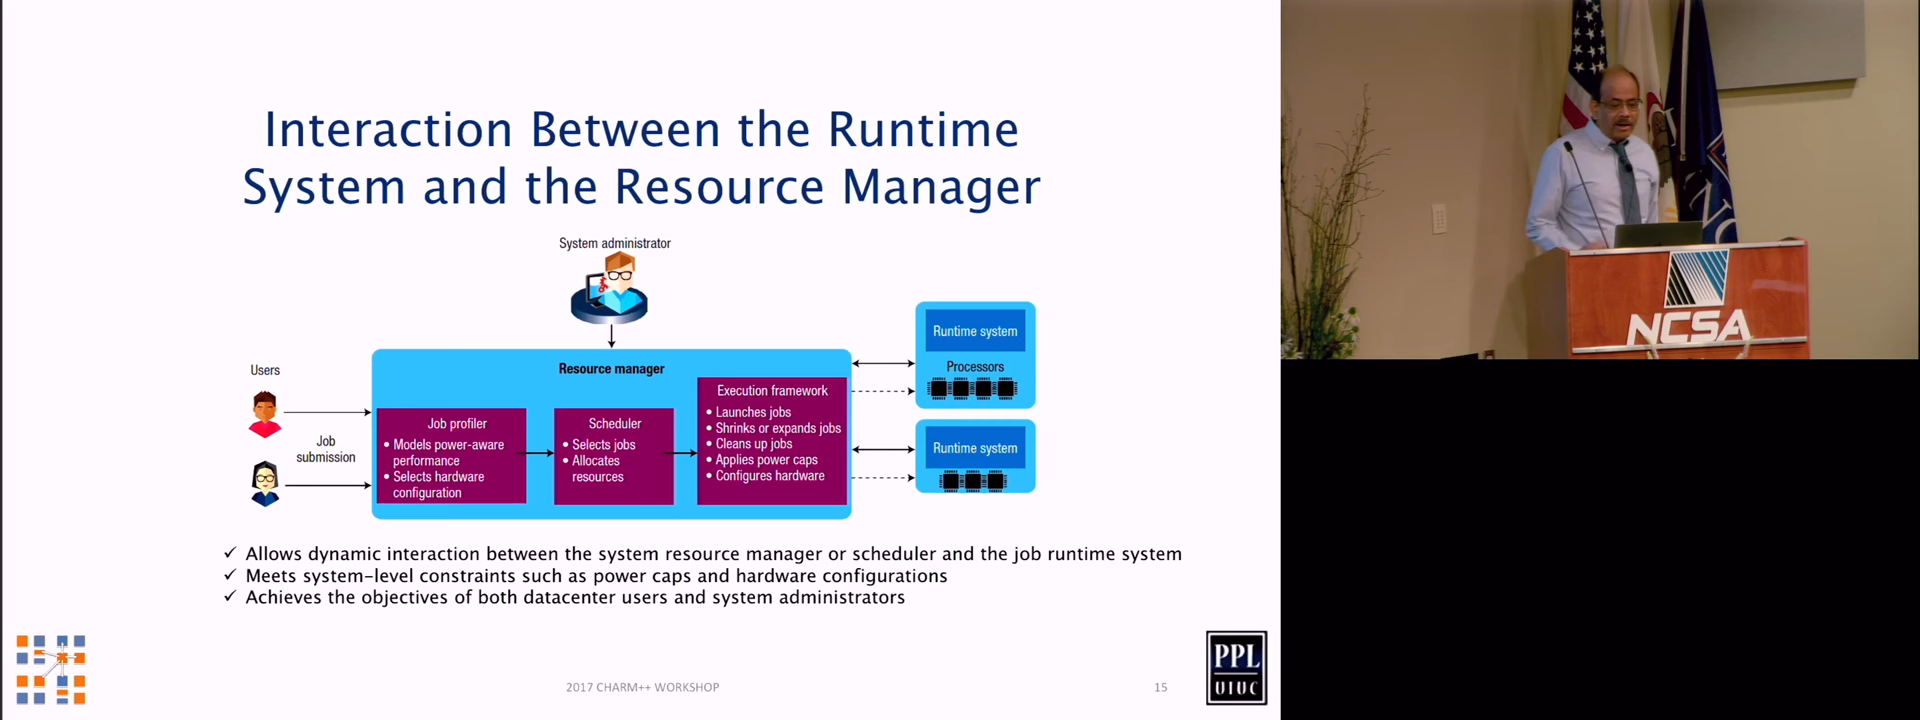 Interaction Between the Runtime
System and the Resource Manager
System administrator
Users
Job
submission
Resource manager
Job profiler
• Models power-aware
performance
• Selects hardware
configuration
Scheduler
• Selects jobs
• Allocates
resources
Execution framework
• Launches jobs
• Shrinks or expands jobs
• Cleans up jobs
• Applies power caps
• Configures hardware
Runtime system
Processors
Runtime system
✓ Allows dynamic interaction between the system resource manager or scheduler and the job runtime system
✓ Meets system-level constraints such as power caps and hardware configurations
✓ Achieves the objectives of both datacenter users and system administrators
2017 CHARM++ WORKSHOP
15
PPL
UIUC
NCSA